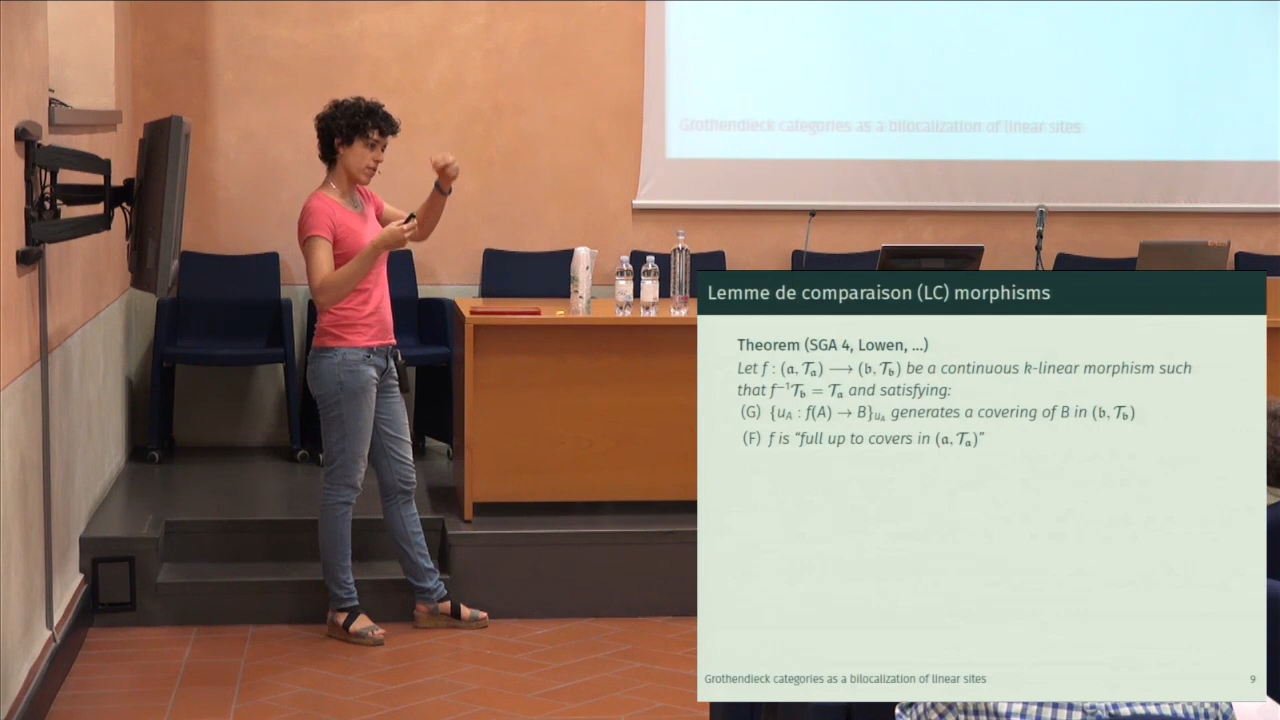 Grothendieck categories as a bilocalization of linear sites
Lemme de comparaison (LC) morphisms
Theorem (SGA 4, Lowen, ...)
Let f : (𝔞, 𝒯𝔞) ⟶ (𝔟, 𝒯𝔟) be a continuous k-linear morphism such
that f⁻¹𝒯𝔟 = 𝒯𝔞 and satisfying:
(G) {u_A : f(A) → B}_{u_A} generates a covering of B in (𝔟, 𝒯𝔟)
(F) f is “full up to covers in (𝔞, 𝒯𝔞)”
Grothendieck categories as a bilocalization of linear sites
9